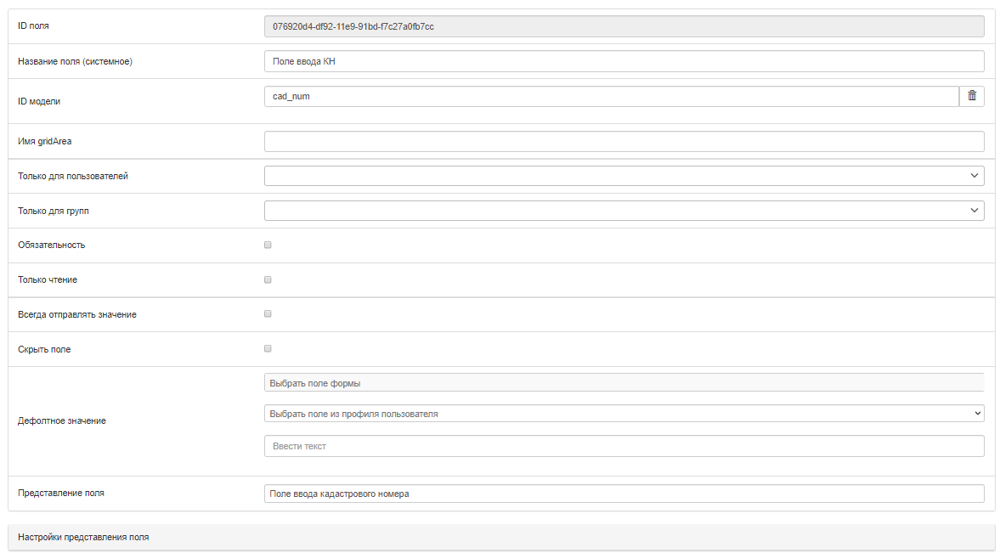 ID поля
076920d4-df92-11e9-91bd-f7c27a0fb7cc
Название поля (системное)
Поле ввода КН
ID модели
cad_num
Имя gridArea
Только для пользователей
Только для групп
Обязательность
Только чтение
Всегда отправлять значение
Скрыть поле
Дефолтное значение
Выбрать поле формы
Выбрать поле из профиля пользователя
Ввести текст
Представление поля
Поле ввода кадастрового номера
Настройки представления поля